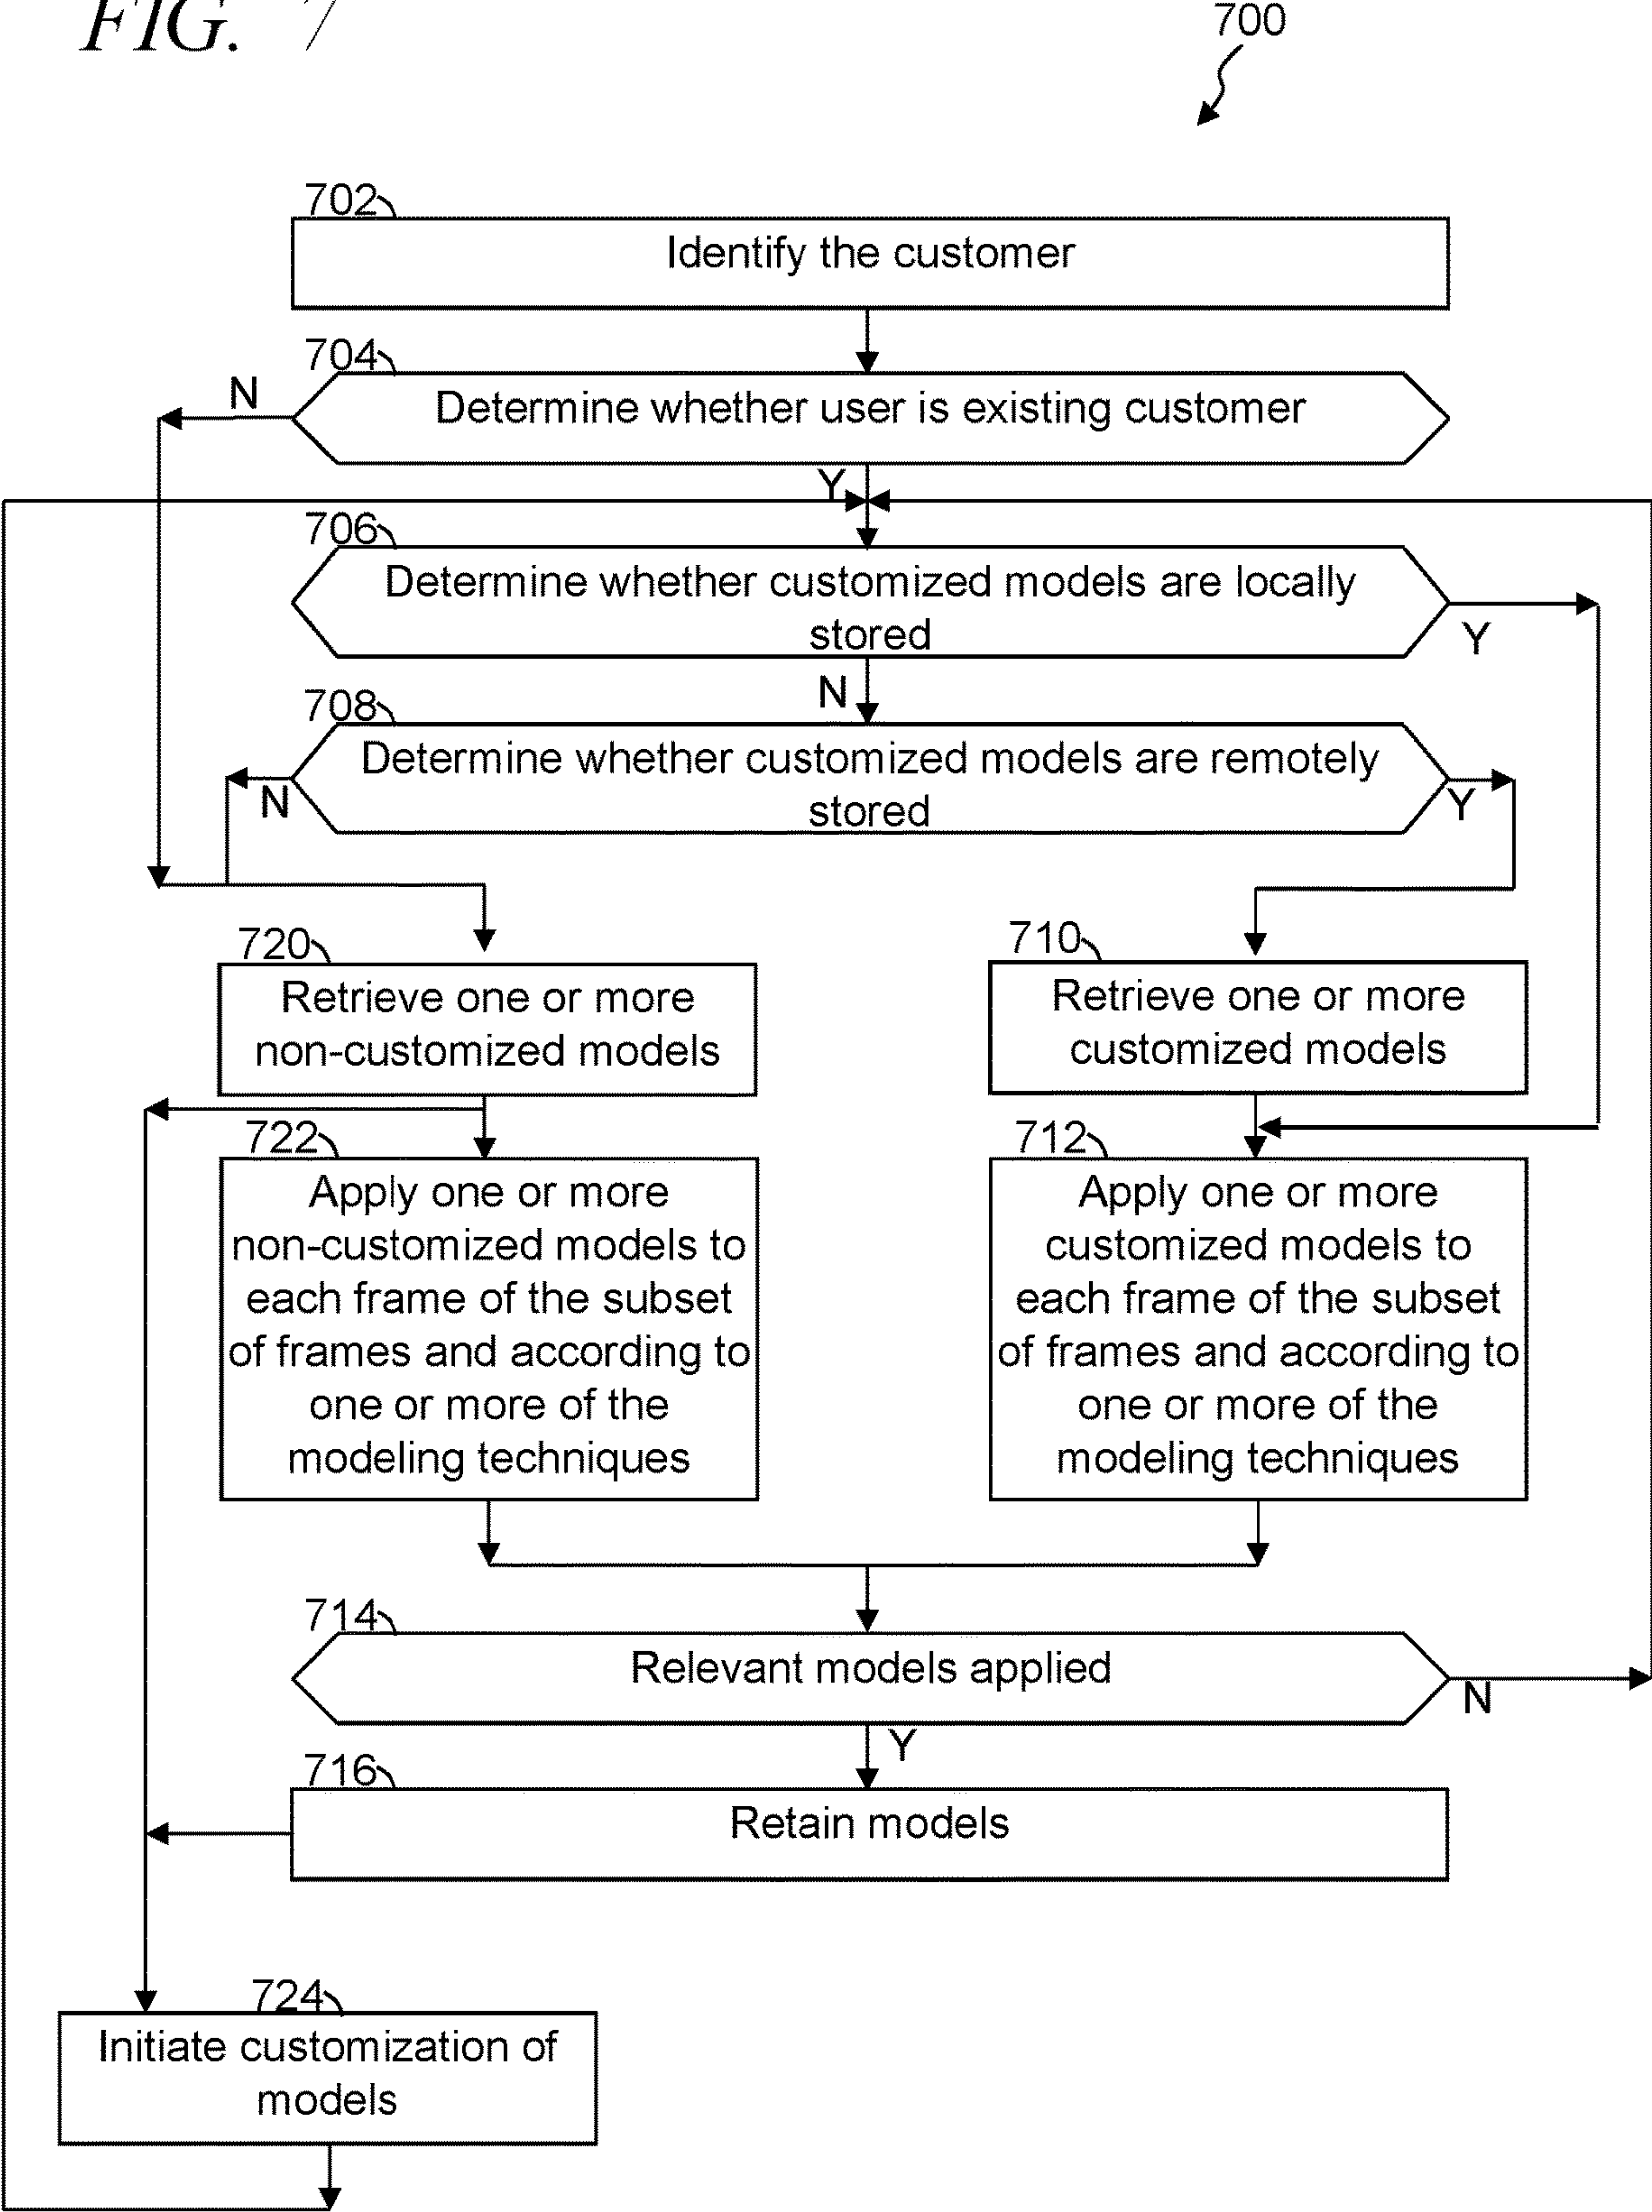 FIG. 7
700
702
Identify the customer
704
N
Determine whether user is existing customer
Y
706
Determine whether customized models are locally
stored
Y
N
708
Determine whether customized models are remotely
stored
N
Y
720
Retrieve one or more
non-customized models
710
Retrieve one or more
customized models
722
Apply one or more
non-customized models to
each frame of the subset
of frames and according to
one or more of the
modeling techniques
712
Apply one or more
customized models to
each frame of the subset
of frames and according to
one or more of the
modeling techniques
714
Relevant models applied
N
Y
716
Retain models
724
Initiate customization of
models